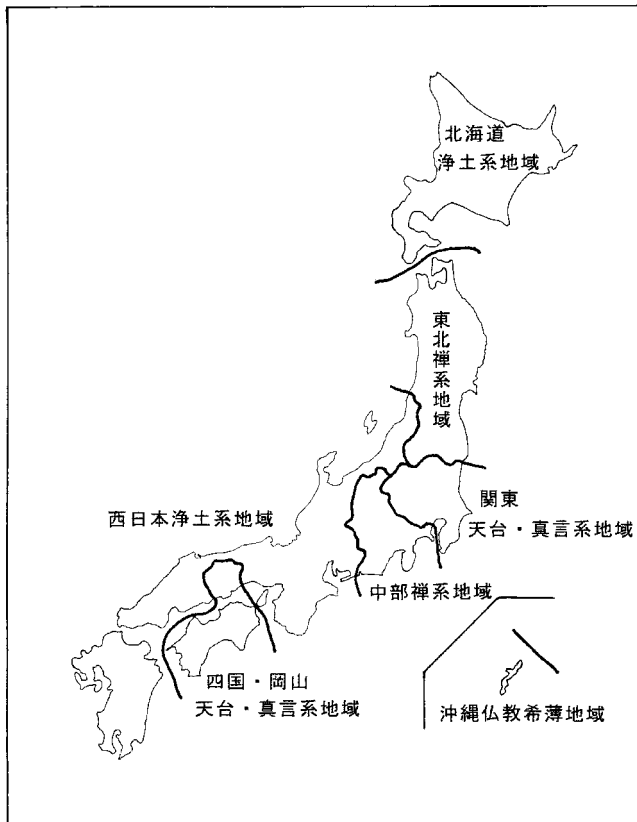 北海道
浄土系地域
東北禅系地域
関東
天台・真言系地域
西日本浄土系地域
中部禅系地域
四国・岡山
天台・真言系地域
沖縄仏教希薄地域